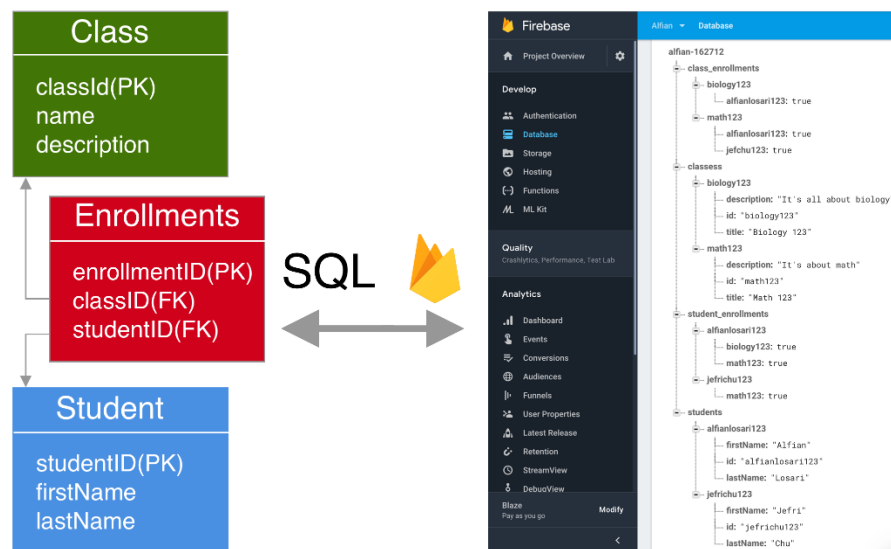 Class
classId(PK)
name
description
Enrollments
enrollmentID(PK)
classID(FK)
studentID(FK)
Student
studentID(PK)
firstName
lastName
SQL
Firebase
Project Overview
Develop
Authentication
Database
Storage
Hosting
Functions
ML Kit
Quality
Crashlytics, Performance, Test Lab
Analytics
Dashboard
Events
Conversions
Audiences
Funnels
User Properties
Latest Release
Retention
StreamView
DebugView
Blaze
Pay as you go
Modify
Alfian Database
alfian-162712
class_enrollments
biology123
alfianlosari123: true
math123
alfianlosari123: true
jefchu123: true
classess
biology123
description: "It's all about biology
id: "biology123"
title: "Biology 123"
math123
description: "It's about math"
id: "math123"
title: "Math 123"
student_enrollments
alfianlosari123
biology123: true
math123: true
jefrichu123
math123: true
students
alfianlosari123
firstName: "Alfian"
id: "alfianlosari123"
lastName: "Losari"
jefrichu123
firstName: "Jefri"
id: "jefrichu123"
lastName: "Chu"